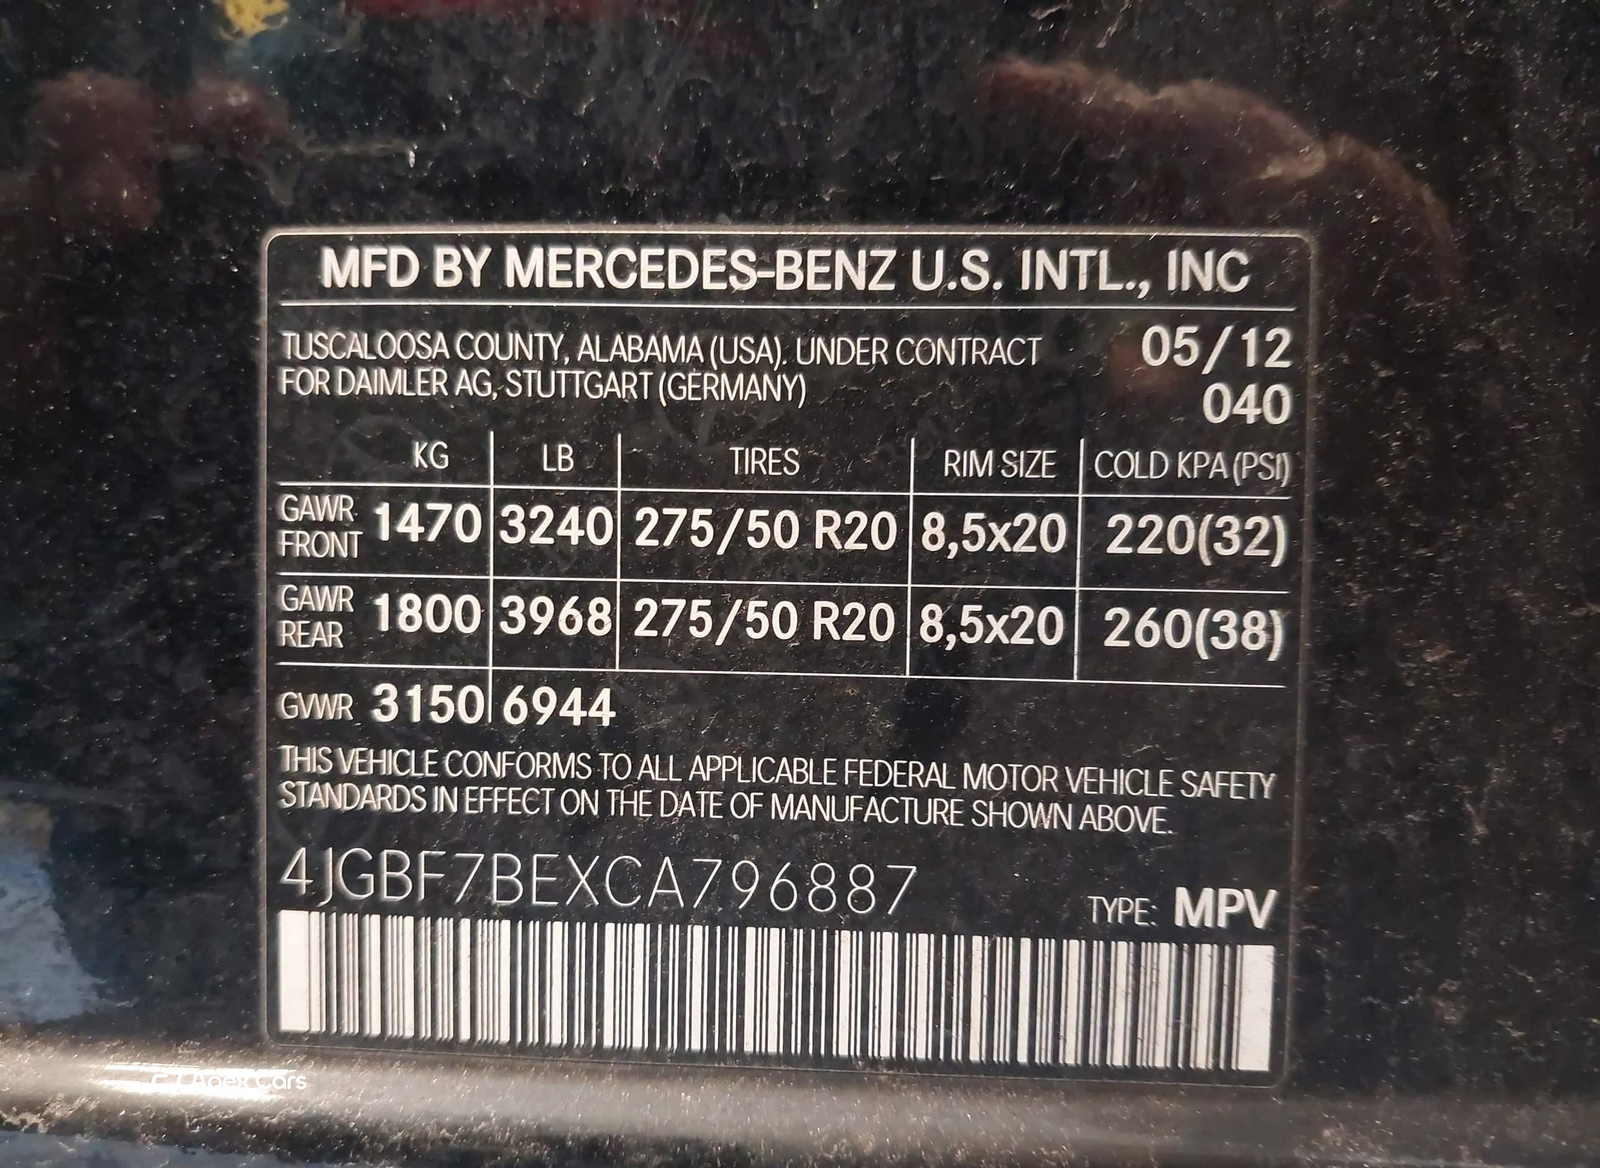 MFD BY MERCEDES-BENZ U.S. INTL., INC
TUSCALOOSA COUNTY, ALABAMA (USA), UNDER CONTRACT
FOR DAIMLER AG, STUTTGART (GERMANY)
05/12
040
KG LB TIRES RIM SIZE COLD KPA (PSI)
GAWR FRONT 1470 3240 275/50 R20 8,5x20 220(32)
GAWR REAR 1800 3968 275/50 R20 8,5x20 260(38)
GVWR 3150 6944
THIS VEHICLE CONFORMS TO ALL APPLICABLE FEDERAL MOTOR VEHICLE SAFETY
STANDARDS IN EFFECT ON THE DATE OF MANUFACTURE SHOWN ABOVE.
4JGBF7BEXCA796887
TYPE: MPV
Apex Cars